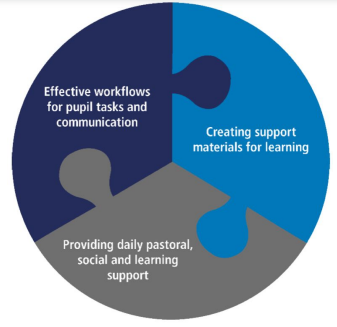 Effective workflows
for pupil tasks and
communication
Creating support
materials for learning
Providing daily pastoral,
social and learning
support